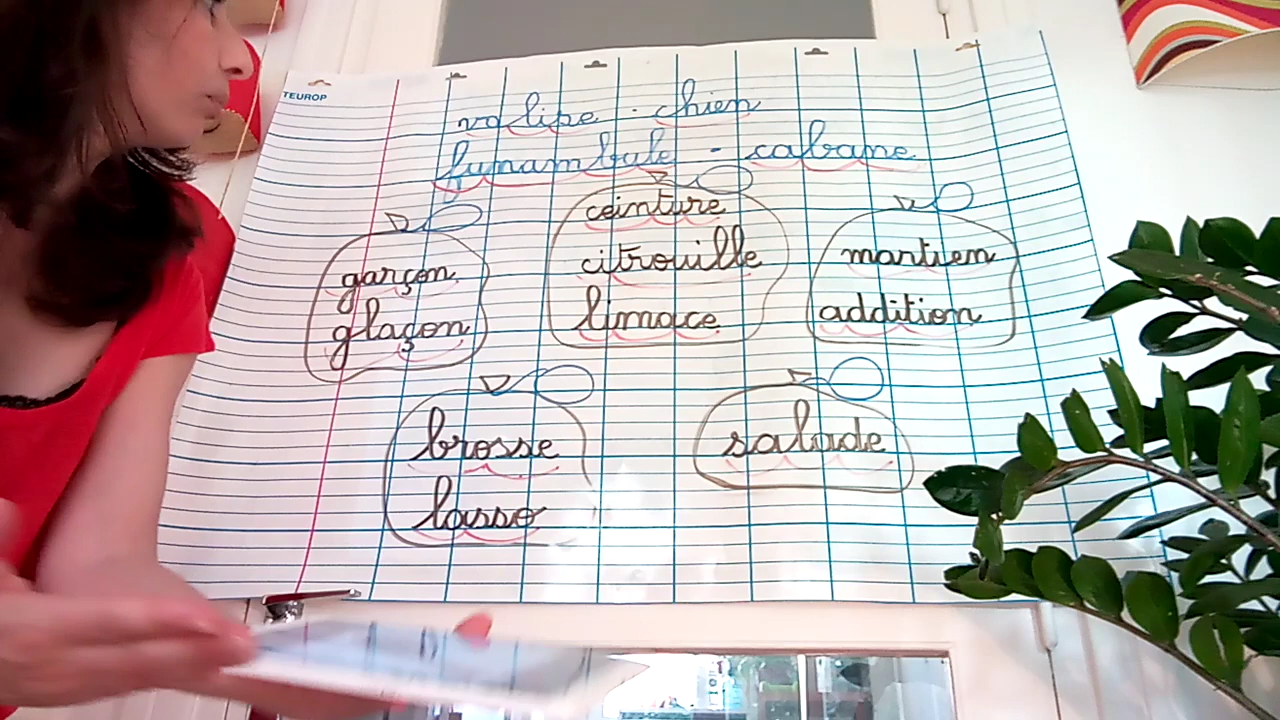 TEUROP
valise - chien
funambule - cabane
garçon
glaçon
ceinture
citrouille
limace
martien
addition
brosse
lasso
salade